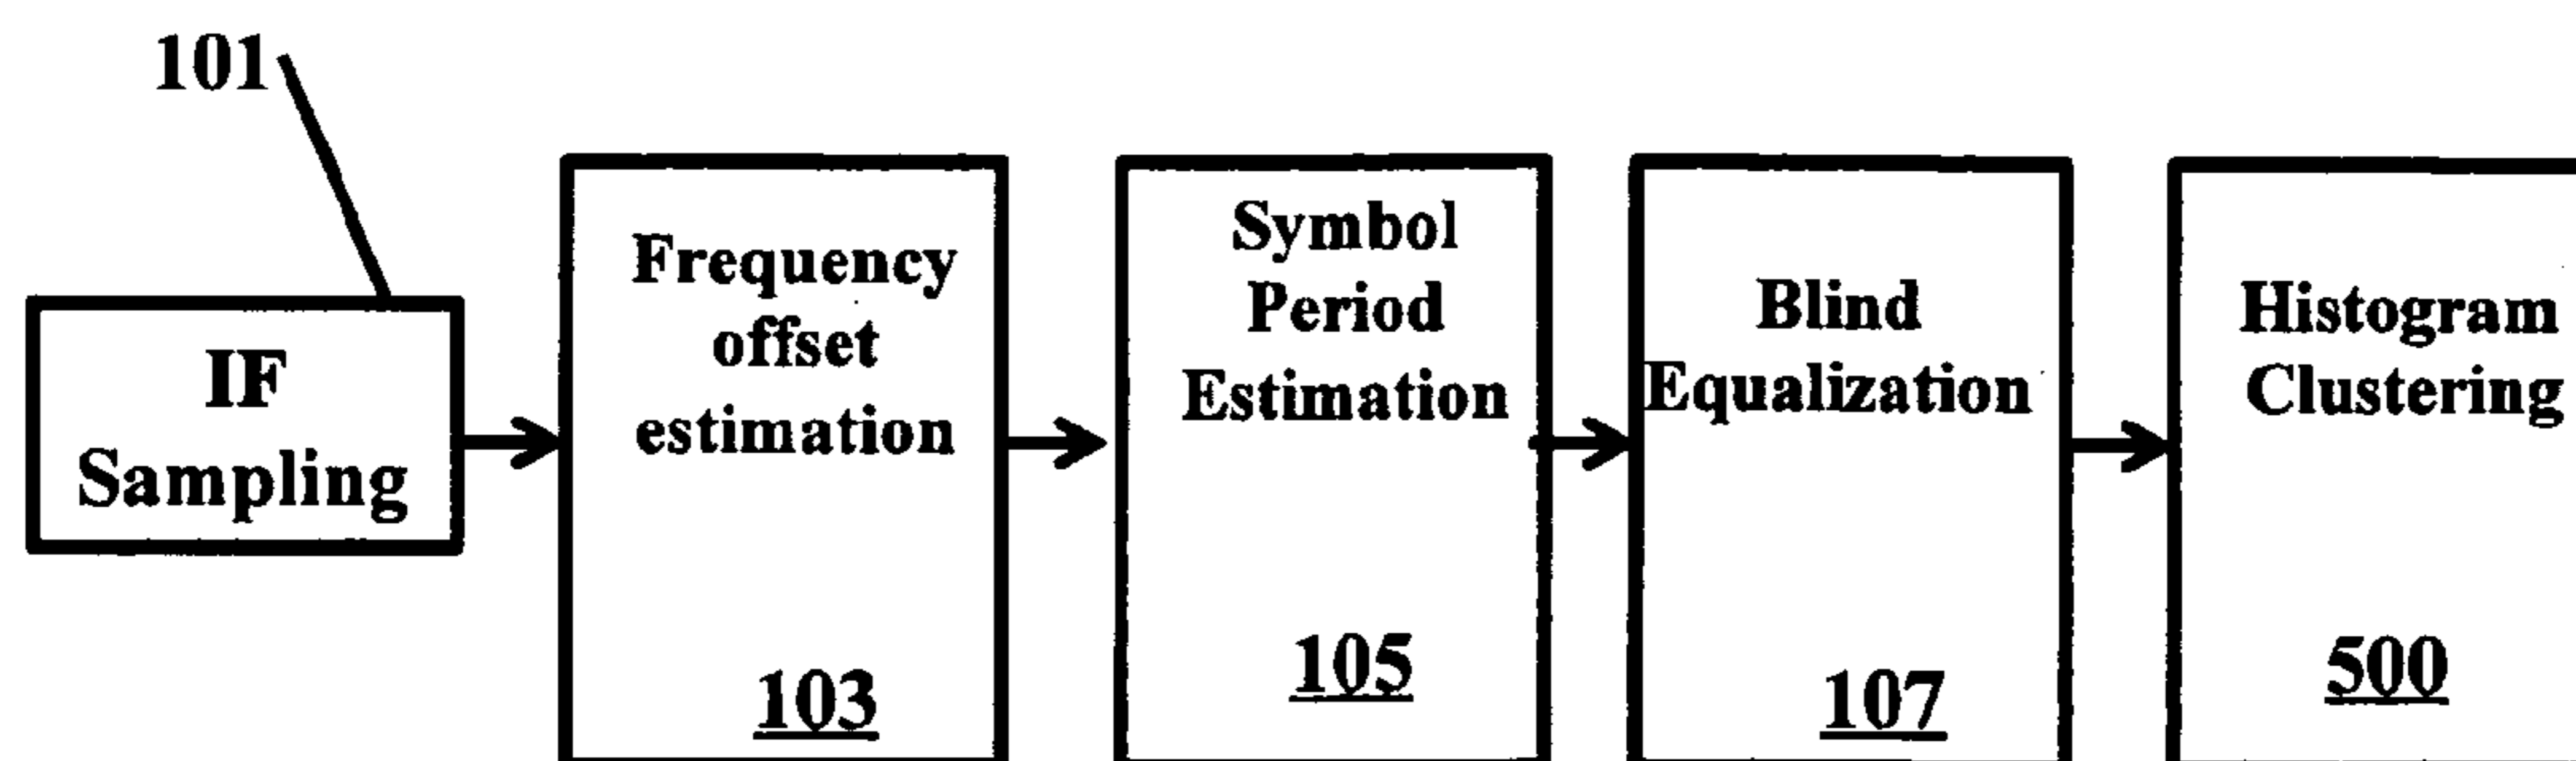 101
IF
Sampling
Frequency
offset
estimation
103
Symbol
Period
Estimation
105
Blind
Equalization
107
Histogram
Clustering
500